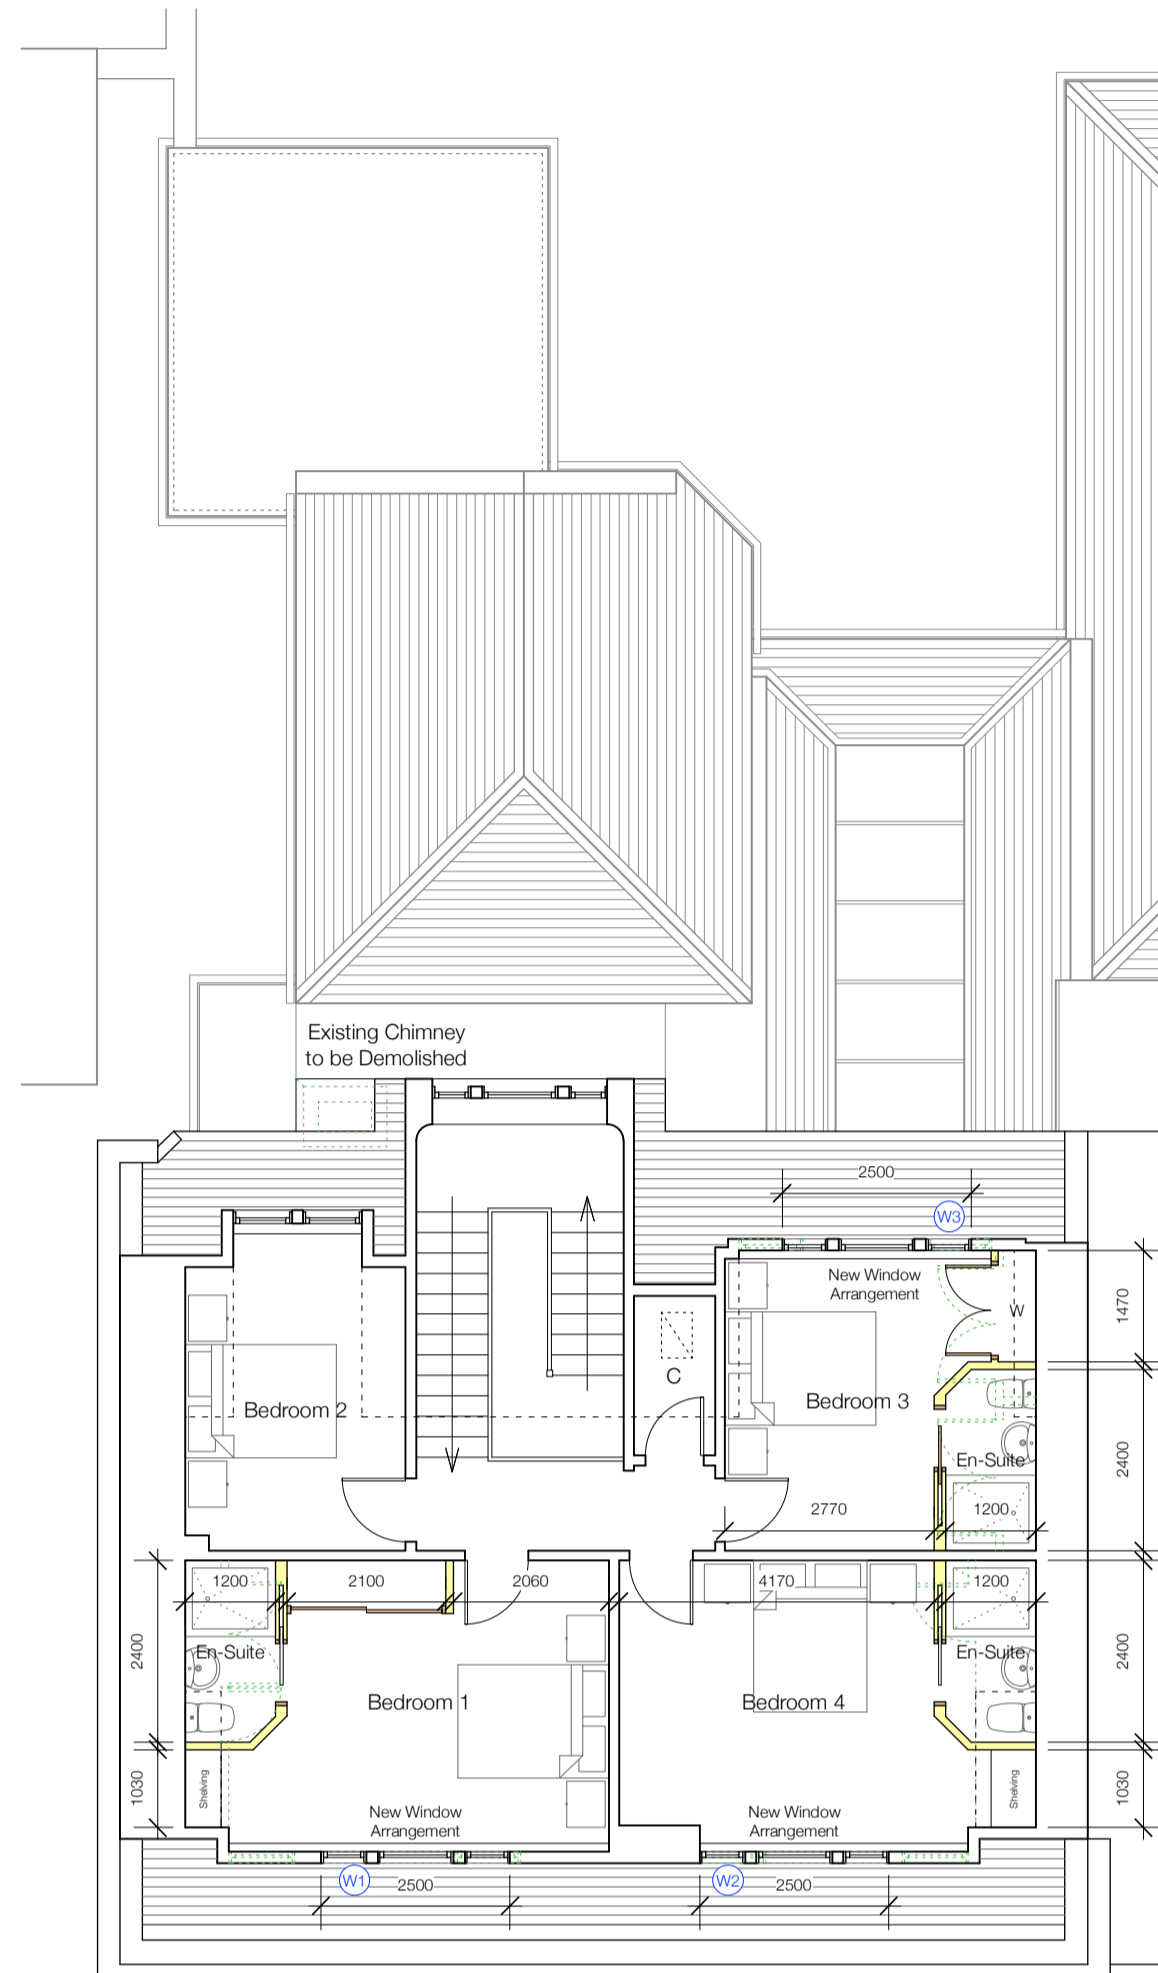 Existing Chimney
to be Demolished
2500
W3
New Window
Arrangement
W
1470
C
Bedroom 2
Bedroom 3
En-Suite
2400
2770
1200
1200
2100
2060
4170
1200
2400
En-Suite
En-Suite
2400
Bedroom 1
Bedroom 4
1030
Shelving
Shelving
1030
New Window
Arrangement
New Window
Arrangement
W1
2500
W2
2500